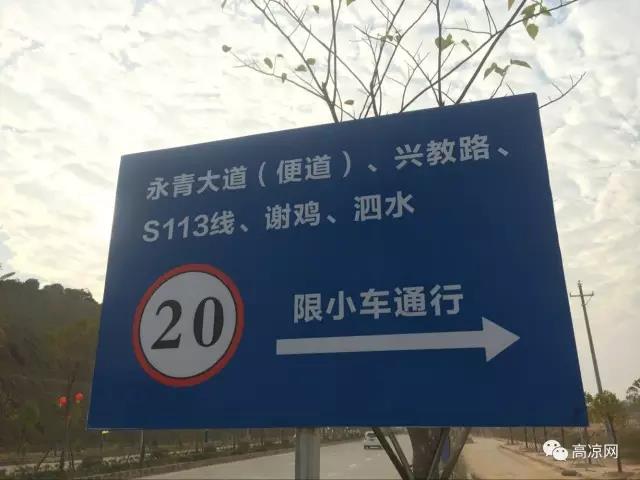 永青大道（便道）、兴教路、
S113线、谢鸡、泗水
20
限小车通行
高凉网